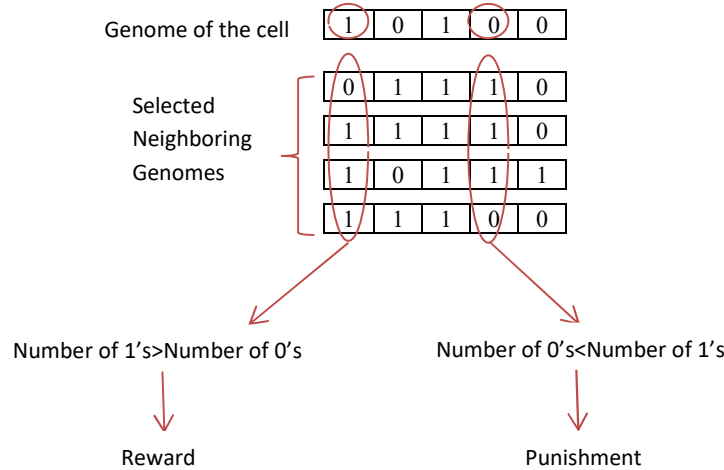 Genome of the cell 1 0 1 0 0
0 1 1 1 0
Selected
Neighboring
Genomes
1 1 1 1 0
1 0 1 1 1
1 1 1 0 0
Number of 1’s>Number of 0’s
Number of 0’s<Number of 1’s
Reward
Punishment